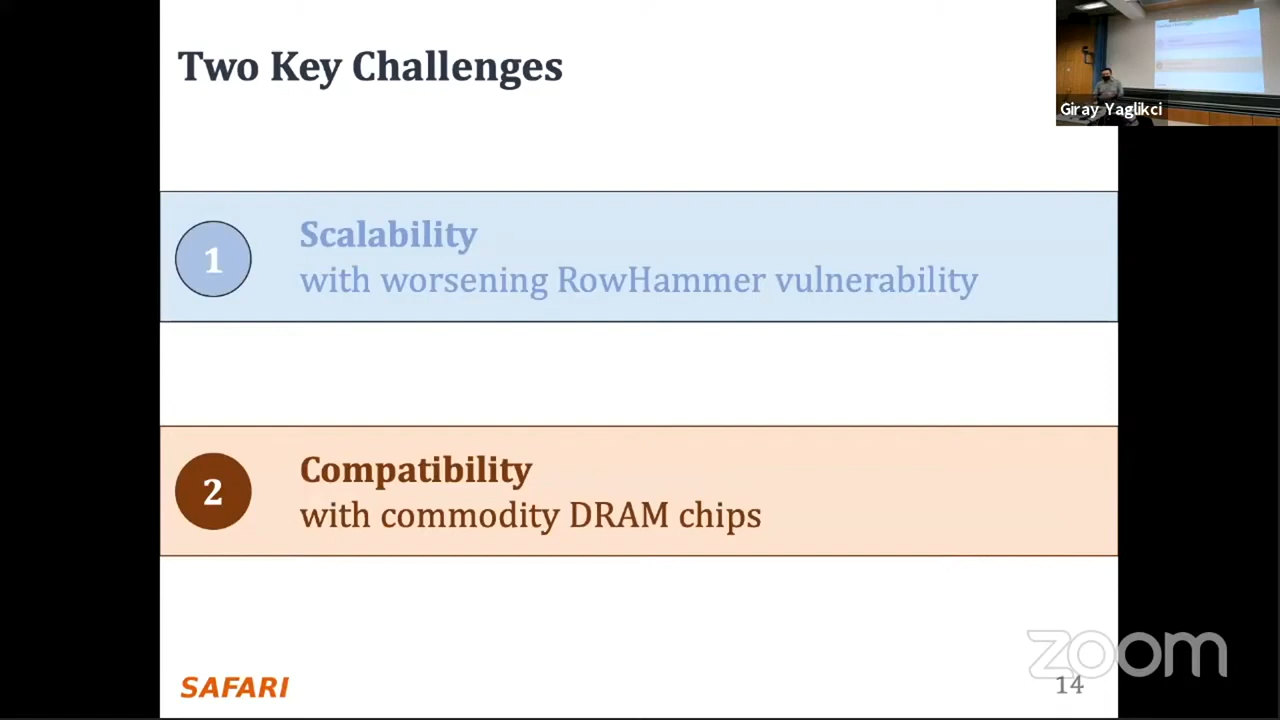 Two Key Challenges
Giray Yaglikci
1
Scalability
with worsening RowHammer vulnerability
2
Compatibility
with commodity DRAM chips
SAFARI
zoom
14